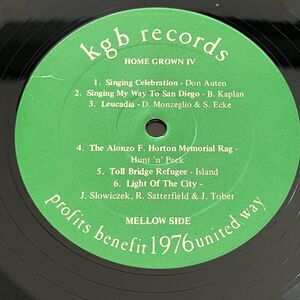 kgb records
HOME GROWN IV
1. Singing Celebration - Don Auten
2. Singing My Way To San Diego - B. Kaplan
3. Leucadia - D. Monzeglio & S. Ecke
4. The Alonzo F. Horton Memorial Rag -
Hunt 'n' Peck
5. Toll Bridge Refugee - Island
6. Light Of The City -
J. Slowiczek, R. Satterfield & J. Tober
MELLOW SIDE
profits benefit 1976 united way